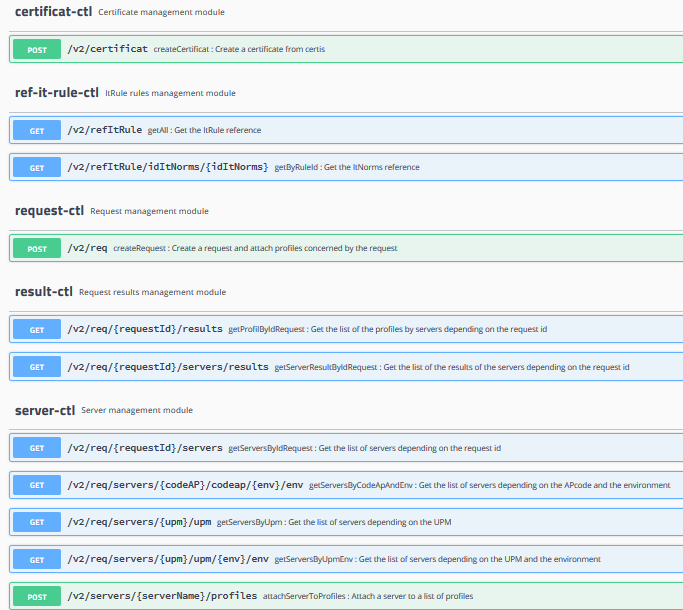 certificat-ctl Certificate management module
POST /v2/certificat createCertificat : Create a certificate from certis
ref-it-rule-ctl ItRule rules management module
GET /v2/refItRule getAll : Get the ItRule reference
GET /v2/refItRule/idItNorms/{idItNorms} getByRuleId : Get the ItNorms reference
request-ctl Request management module
POST /v2/req createRequest : Create a request and attach profiles concerned by the request
result-ctl Request results management module
GET /v2/req/{requestId}/results getProfilByIdRequest : Get the list of the profiles by servers depending on the request id
GET /v2/req/{requestId}/servers/results getServerResultByIdRequest : Get the list of the results of the servers depending on the request id
server-ctl Server management module
GET /v2/req/{requestId}/servers getServersByIdRequest : Get the list of servers depending on the request id
GET /v2/req/servers/{codeAP}/codeap/{env}/env getServersByCodeApAndEnv : Get the list of servers depending on the APcode and the environment
GET /v2/req/servers/{upm}/upm getServersByUpm : Get the list of servers depending on the UPM
GET /v2/req/servers/{upm}/upm/{env}/env getServersByUpmEnv : Get the list of servers depending on the UPM and the environment
POST /v2/servers/{serverName}/profiles attachServerToProfiles : Attach a server to a list of profiles